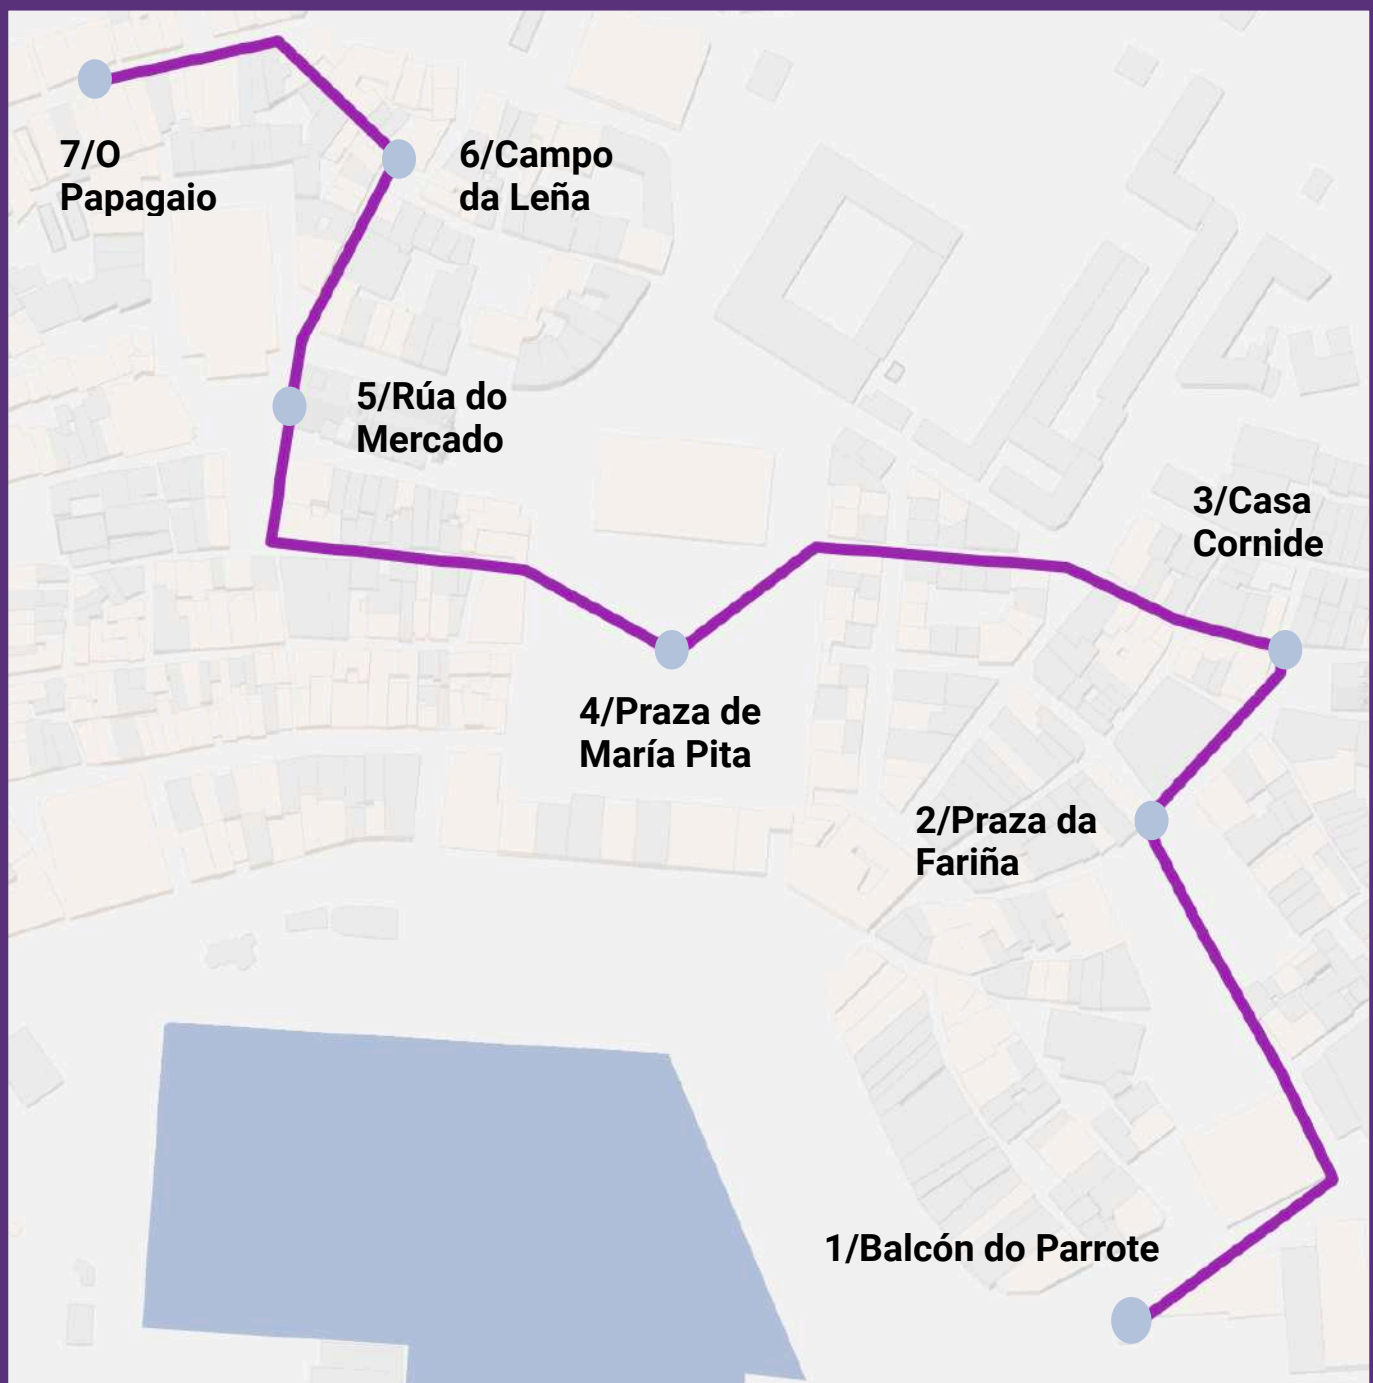 7/O
Papagaio
6/Campo
da Leña
5/Rúa do
Mercado
3/Casa
Cornide
4/Praza de
María Pita
2/Praza da
Fariña
1/Balcón do Parrote